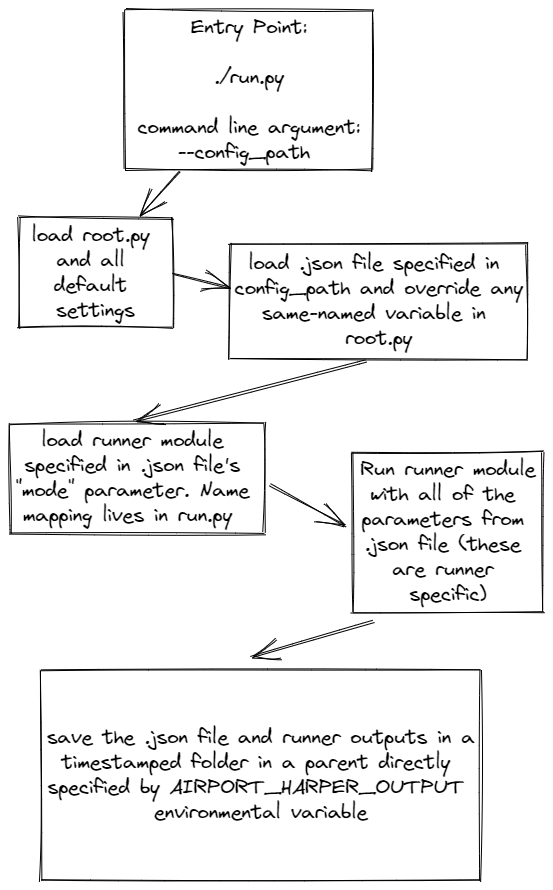 Entry Point:
./run.py
command line argument:
--config_path
load root.py
and all
default
settings
load .json file specified in
config_path and override any
same-named variable in
root.py
load runner module
specified in .json file's
"mode" parameter. Name
mapping lives in run.py
Run runner module
with all of the
parameters from
.json file (these
are runner
specific)
save the .json file and runner outputs in a
timestamped folder in a parent directly
specified by AIRPORT_HARPER_OUTPUT
environmental variable